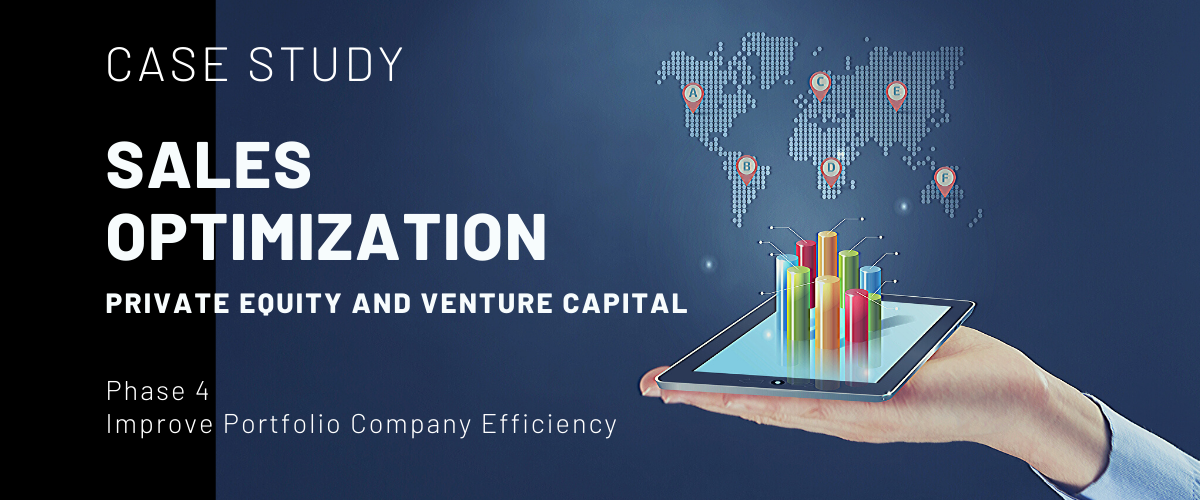 CASE STUDY
SALES
OPTIMIZATION
PRIVATE EQUITY AND VENTURE CAPITAL
Phase 4
Improve Portfolio Company Efficiency
A
C
E
B
D
F